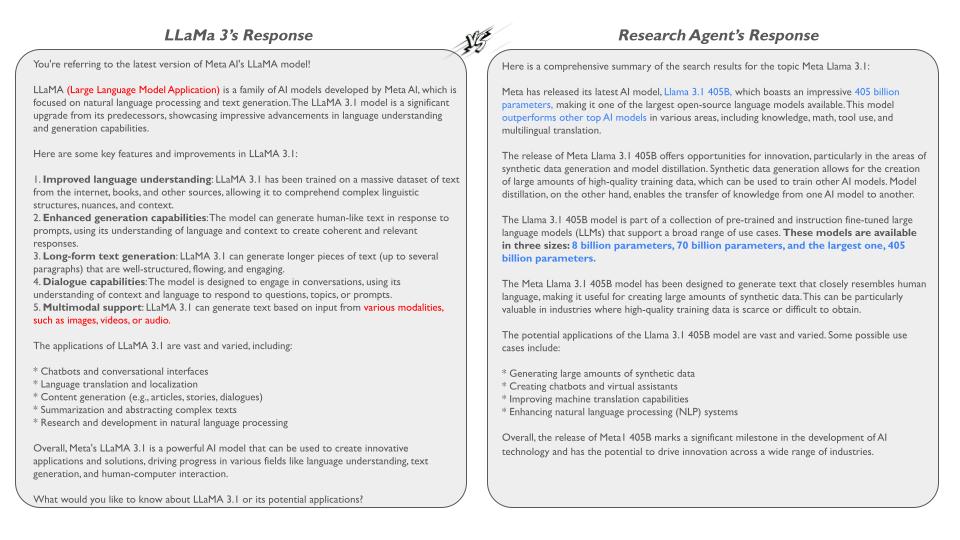 LLaMa 3's Response
You're referring to the latest version of Meta AI's LLaMA model!
LLaMA (Large Language Model Application) is a family of AI models developed by Meta AI, which is
focused on natural language processing and text generation. The LLaMA 3.1 model is a significant
upgrade from its predecessors, showcasing impressive advancements in language understanding
and generation capabilities.
Here are some key features and improvements in LLaMA 3.1:
1. Improved language understanding: LLaMA 3.1 has been trained on a massive dataset of text
from the internet, books, and other sources, allowing it to comprehend complex linguistic
structures, nuances, and context.
2. Enhanced generation capabilities: The model can generate human-like text in response to
prompts, using its understanding of language and context to create coherent and relevant
responses.
3. Long-form text generation: LLaMA 3.1 can generate longer pieces of text (up to several
paragraphs) that are well-structured, flowing, and engaging.
4. Dialogue capabilities: The model is designed to engage in conversations, using its
understanding of context and language to respond to questions, topics, or prompts.
5. Multimodal support: LLaMA 3.1 can generate text based on input from various modalities,
such as images, videos, or audio.
The applications of LLaMA 3.1 are vast and varied, including:
* Chatbots and conversational interfaces
* Language translation and localization
* Content generation (e.g., articles, stories, dialogues)
* Summarization and abstracting complex texts
* Research and development in natural language processing
Overall, Meta's LLaMA 3.1 is a powerful AI model that can be used to create innovative
applications and solutions, driving progress in various fields like language understanding, text
generation, and human-computer interaction.
What would you like to know about LLaMA 3.1 or its potential applications?
VS
Research Agent's Response
Here is a comprehensive summary of the search results for the topic Meta Llama 3.1:
Meta has released its latest AI model, Llama 3.1 405B, which boasts an impressive 405 billion
parameters, making it one of the largest open-source language models available. This model
outperforms other top AI models in various areas, including knowledge, math, tool use, and
multilingual translation.
The release of Meta Llama 3.1 405B offers opportunities for innovation, particularly in the areas of
synthetic data generation and model distillation. Synthetic data generation allows for the creation
of large amounts of high-quality training data, which can be used to train other AI models. Model
distillation, on the other hand, enables the transfer of knowledge from one AI model to another.
The Llama 3.1 405B model is part of a collection of pre-trained and instruction fine-tuned large
language models (LLMs) that support a broad range of use cases. These models are available
in three sizes: 8 billion parameters, 70 billion parameters, and the largest one, 405
billion parameters.
The Meta Llama 3.1 405B model has been designed to generate text that closely resembles human
language, making it useful for creating large amounts of synthetic data. This can be particularly
valuable in industries where high-quality training data is scarce or difficult to obtain.
The potential applications of the Llama 3.1 405B model are vast and varied. Some possible use
cases include:
* Generating large amounts of synthetic data
* Creating chatbots and virtual assistants
* Improving machine translation capabilities
* Enhancing natural language processing (NLP) systems
Overall, the release of Meta1 405B marks a significant milestone in the development of AI
technology and has the potential to drive innovation across a wide range of industries.